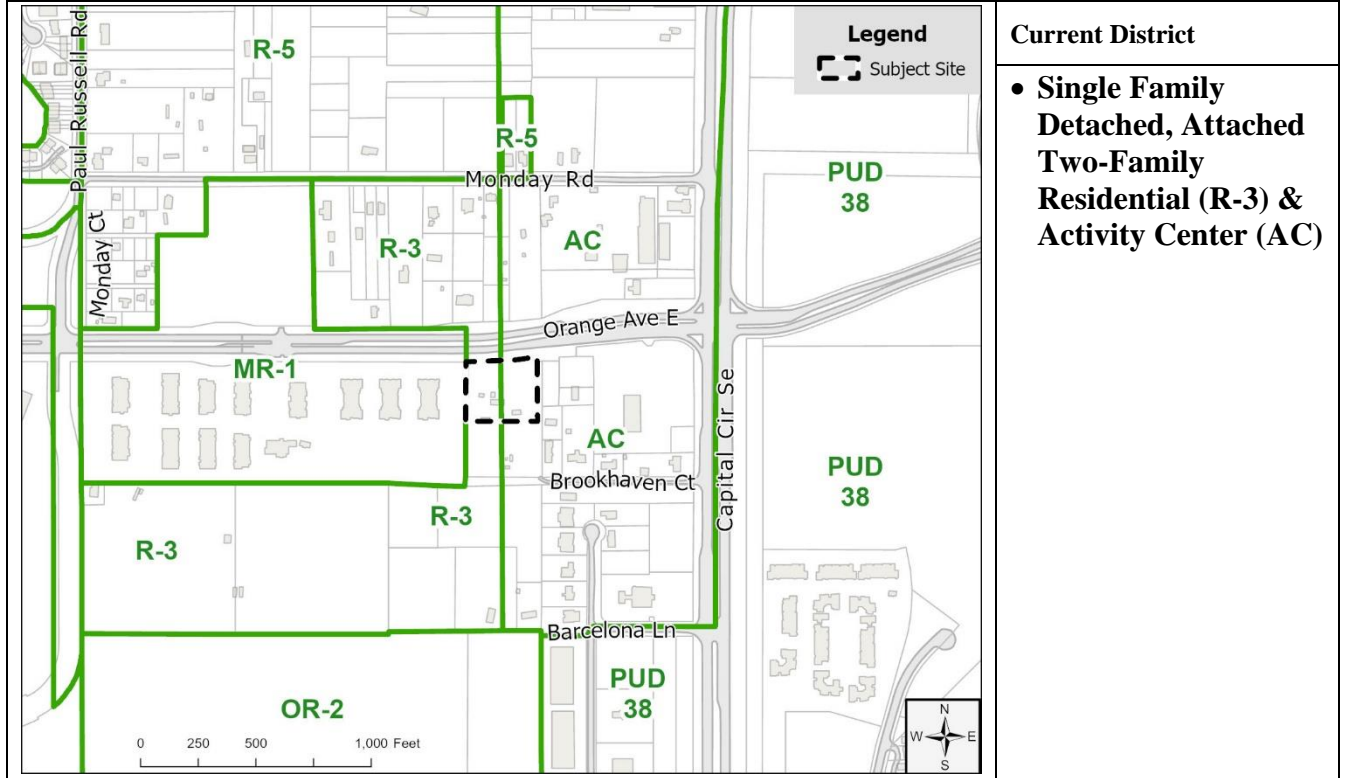 R-5
Paul Russell Rd
Legend
Subject Site
R-5
Monday Rd
PUD
38
Monday Ct
R-3
AC
Orange Ave E
MR-1
Capital Cir Se
AC
PUD
38
Brookhaven Ct
R-3
R-3
Barcelona Ln
PUD
38
OR-2
0 250 500 1,000 Feet
N
W E
S
Current District
• Single Family
Detached, Attached
Two-Family
Residential (R-3) &
Activity Center (AC)